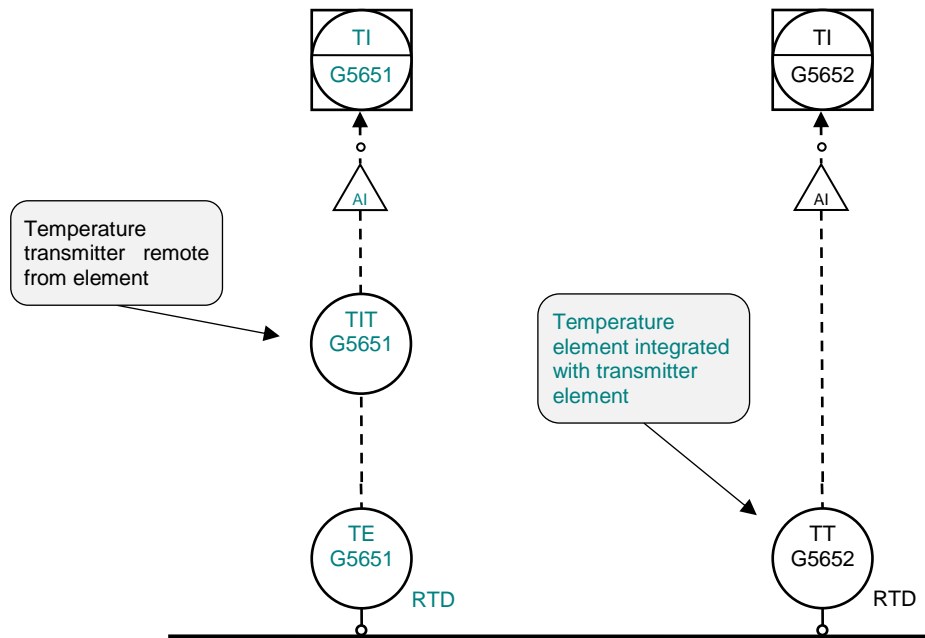 TI
G5651
TI
G5652
AI
AI
Temperature
transmitter remote
from element
TIT
G5651
Temperature
element integrated
with transmitter
element
TE
G5651
RTD
TT
G5652
RTD